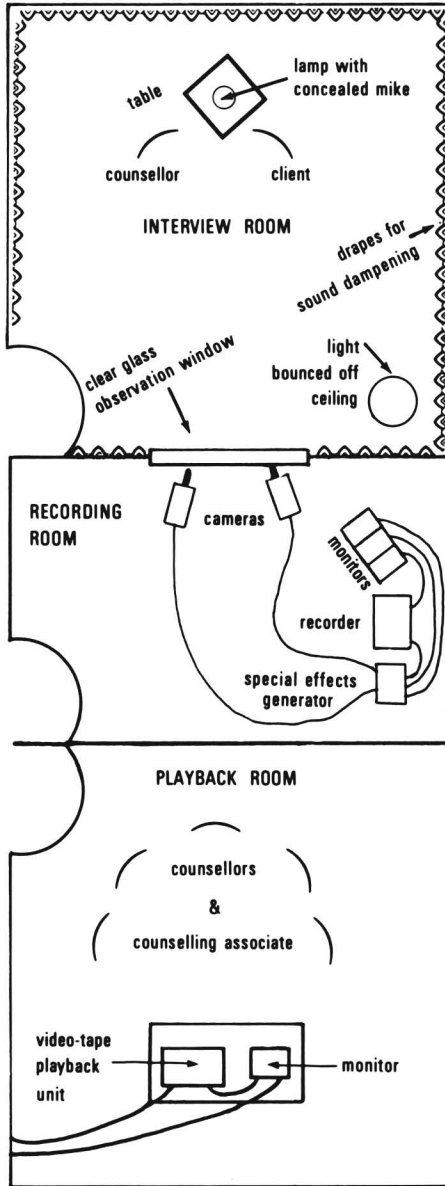 lamp with
concealed mike
table
counsellor
client
INTERVIEW ROOM
drapes for
sound dampening
clear glass
observation window
light
bounced off
ceiling
RECORDING
ROOM
cameras
monitors
recorder
special effects
generator
PLAYBACK ROOM
counsellors
&
counselling associate
video-tape
playback
unit
monitor